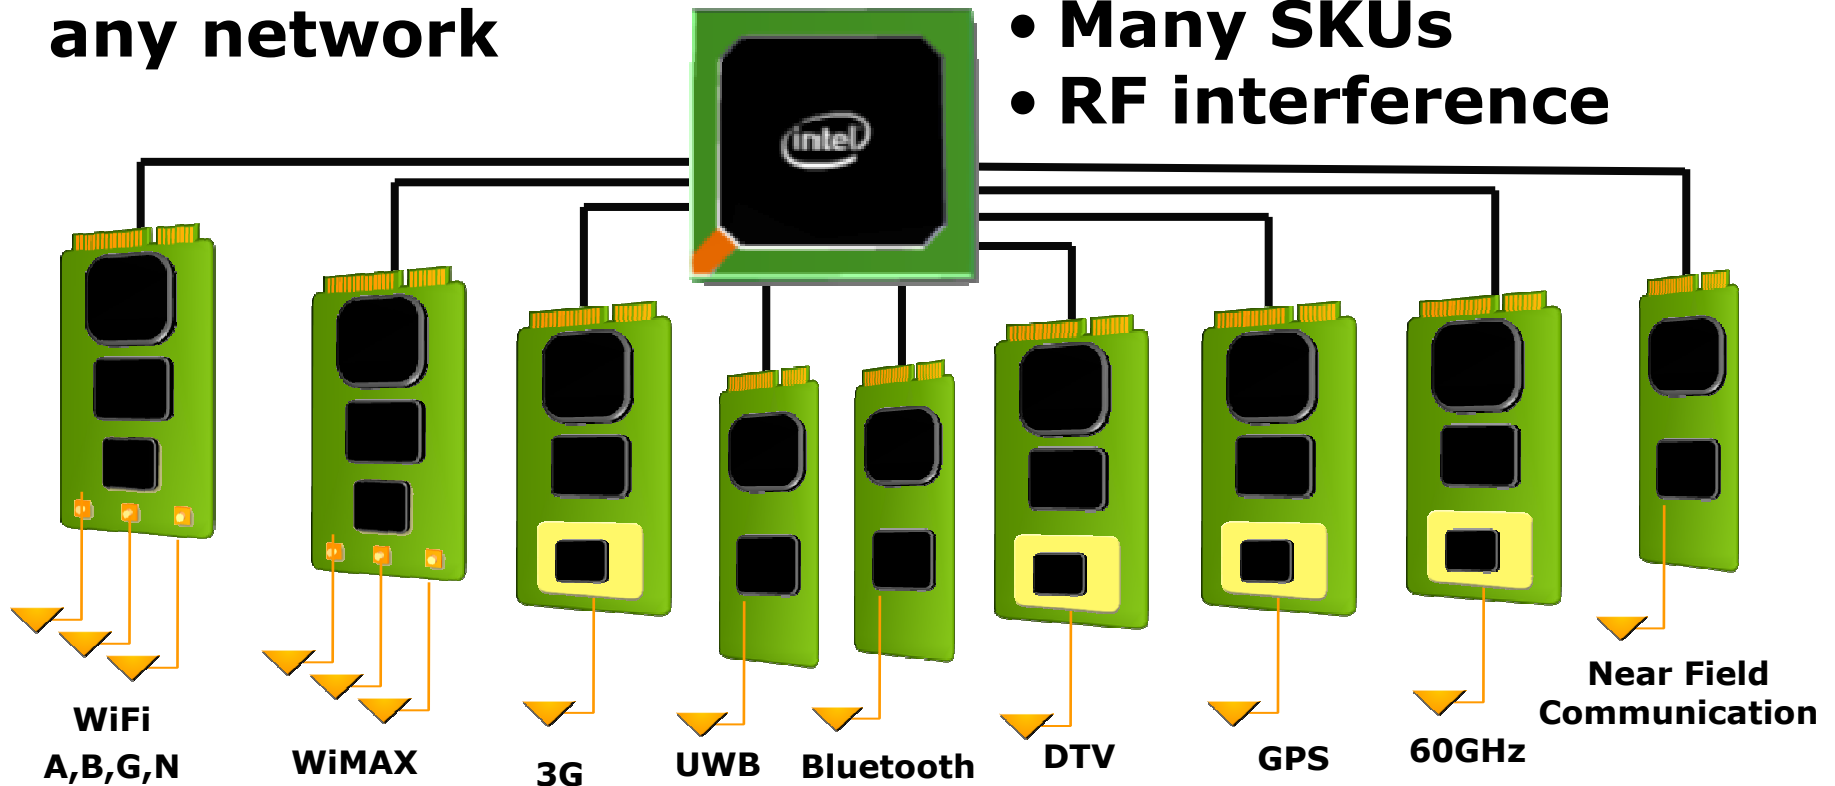 any network
• Many SKUs
• RF interference
intel
WiFi
A,B,G,N
WiMAX
3G
UWB
Bluetooth
DTV
GPS
60GHz
Near Field
Communication